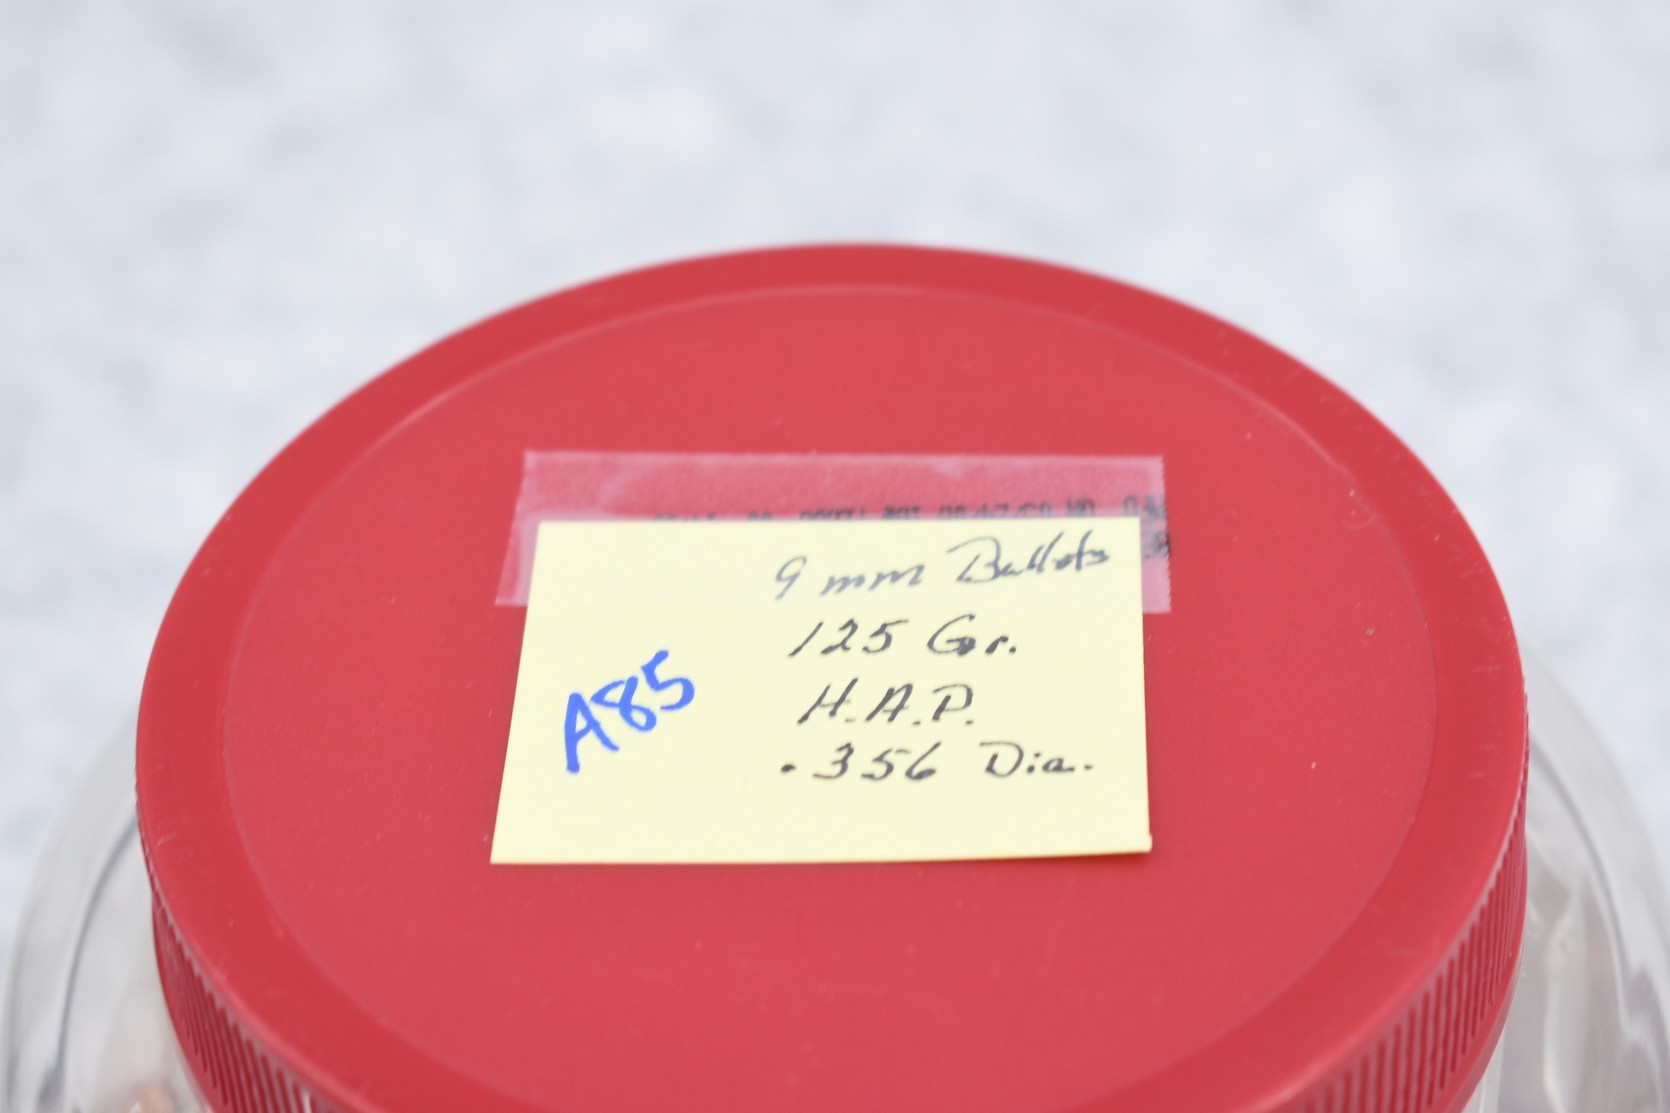 9 mm Bullets
125 Gr.
H.A.P.
.356 Dia.
A85